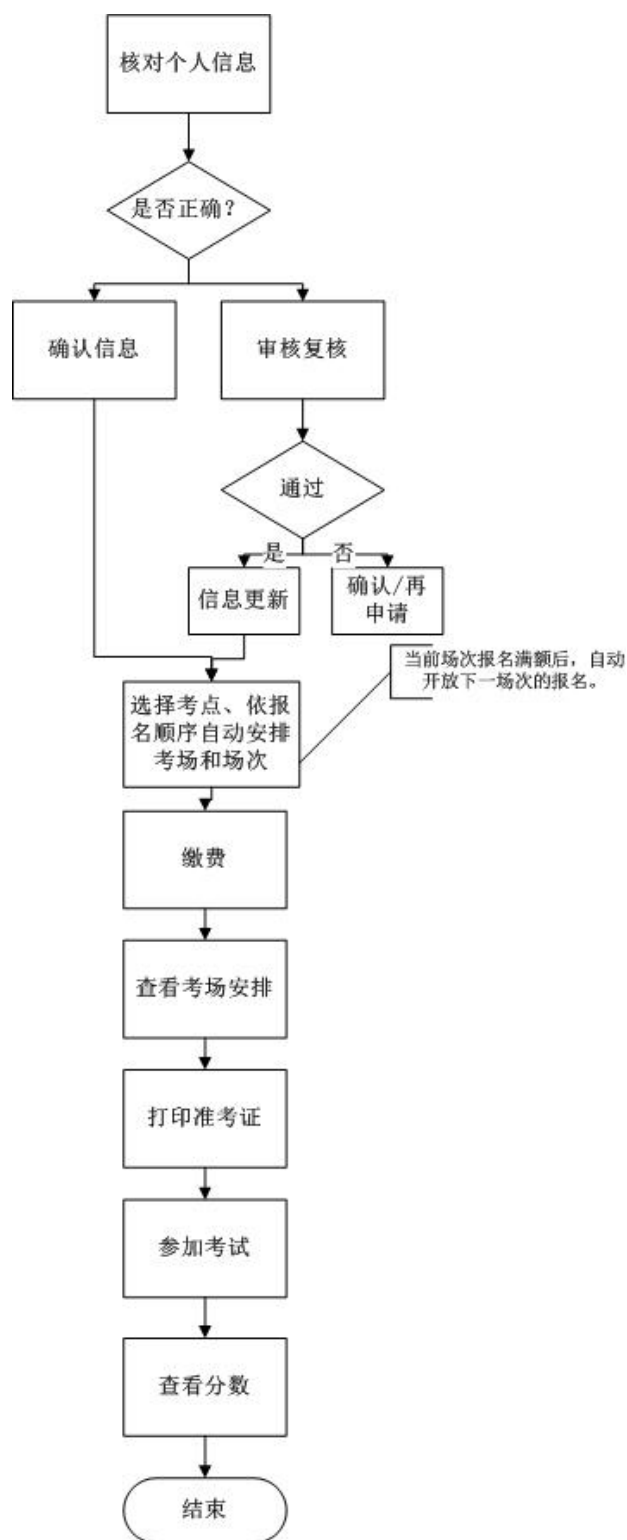 核对个人信息
是否正确？
确认信息
审核复核
通过
是
否
信息更新
确认/再
申请
当前场次报名满额后，自动
开放下一场次的报名。
选择考点、依报
名顺序自动安排
考场和场次
缴费
查看考场安排
打印准考证
参加考试
查看分数
结束